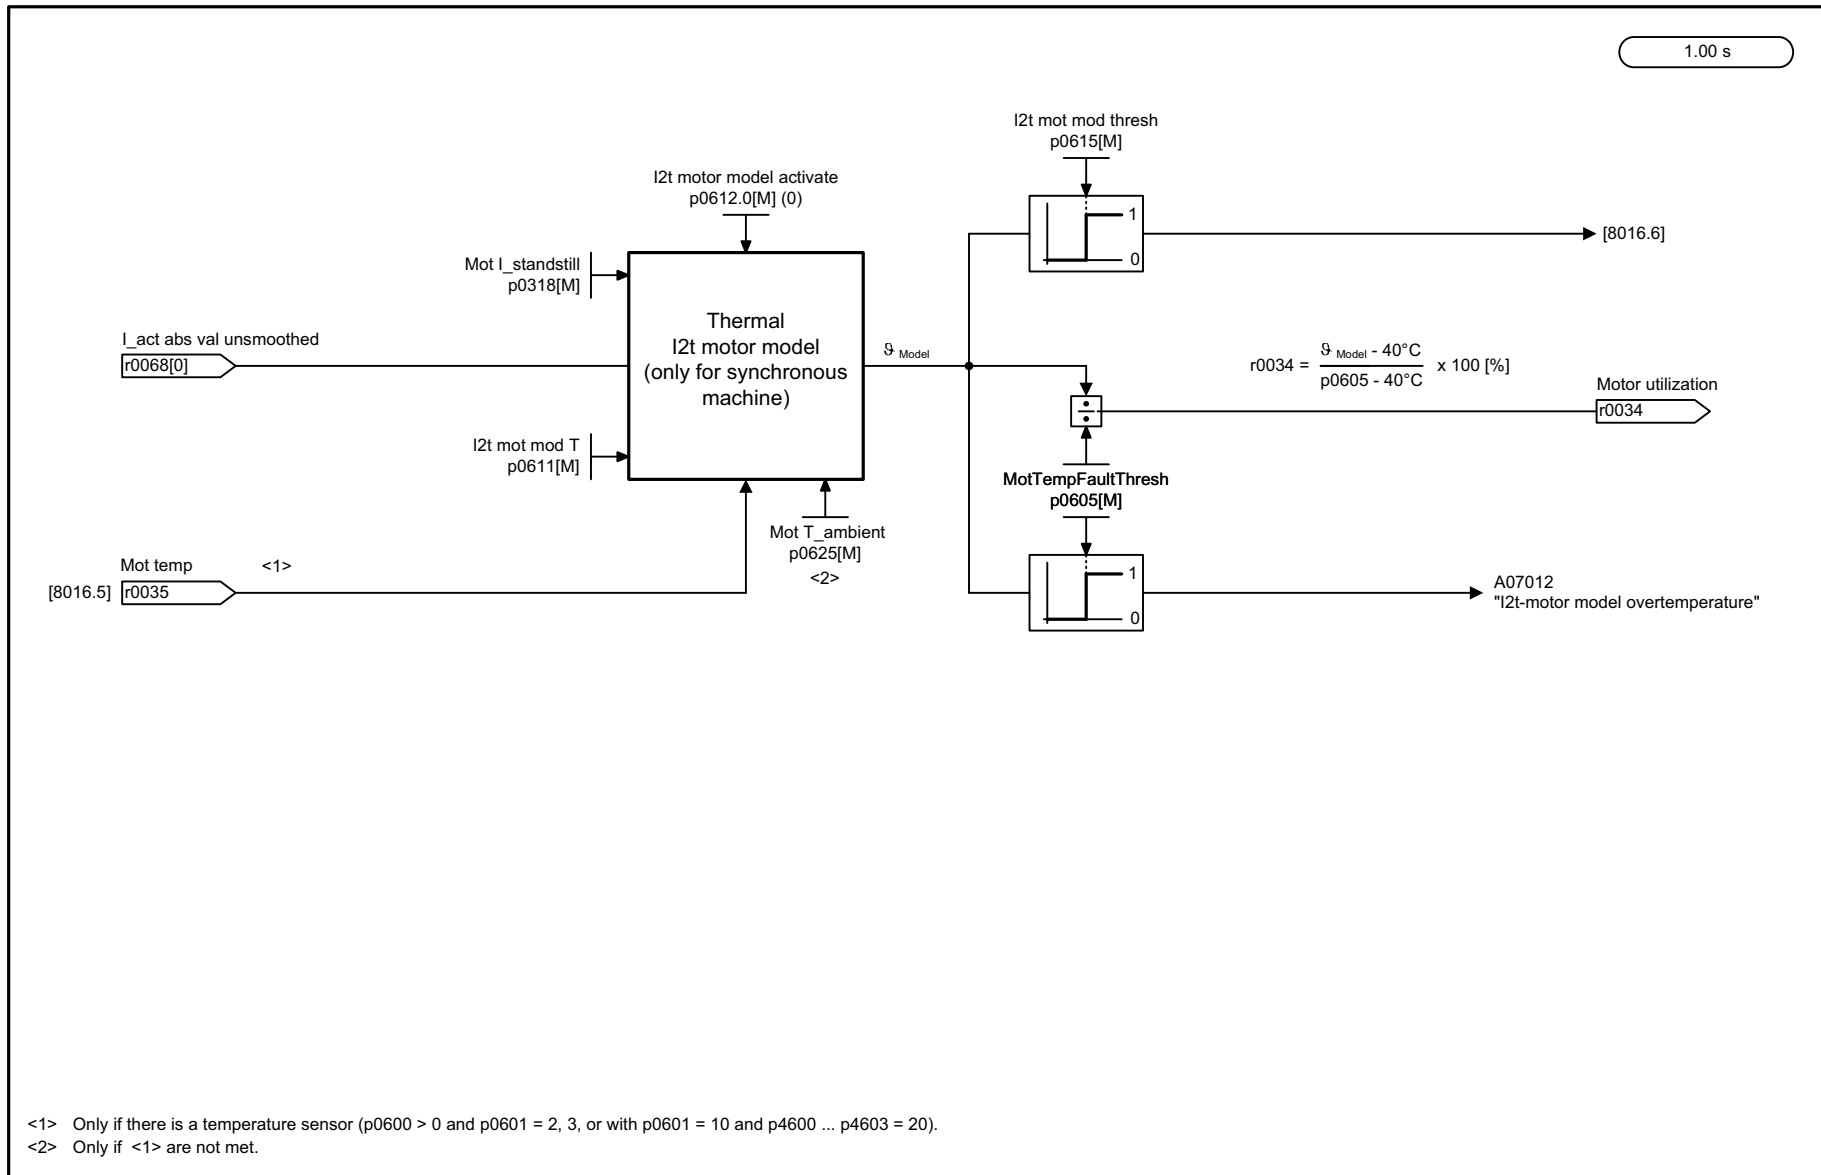 1.00 s
I2t mot mod thresh
p0615[M]
I2t motor model activate
p0612.0[M] (0)
1
0
[8016.6]
Mot I_standstill
p0318[M]
Thermal
I2t motor model
(only for synchronous
machine)
I_act abs val unsmoothed
r0068[0]
ϑ Model
r0034 = ϑ Model - 40°C x 100 [%]
p0605 - 40°C
Motor utilization
r0034
I2t mot mod T
p0611[M]
MotTempFaultThresh
p0605[M]
Mot T_ambient
p0625[M]
<2>
Mot temp <1>
[8016.5] r0035
1
0
A07012
"I2t-motor model overtemperature"
<1> Only if there is a temperature sensor (p0600 > 0 and p0601 = 2, 3, or with p0601 = 10 and p4600 ... p4603 = 20).
<2> Only if <1> are not met.